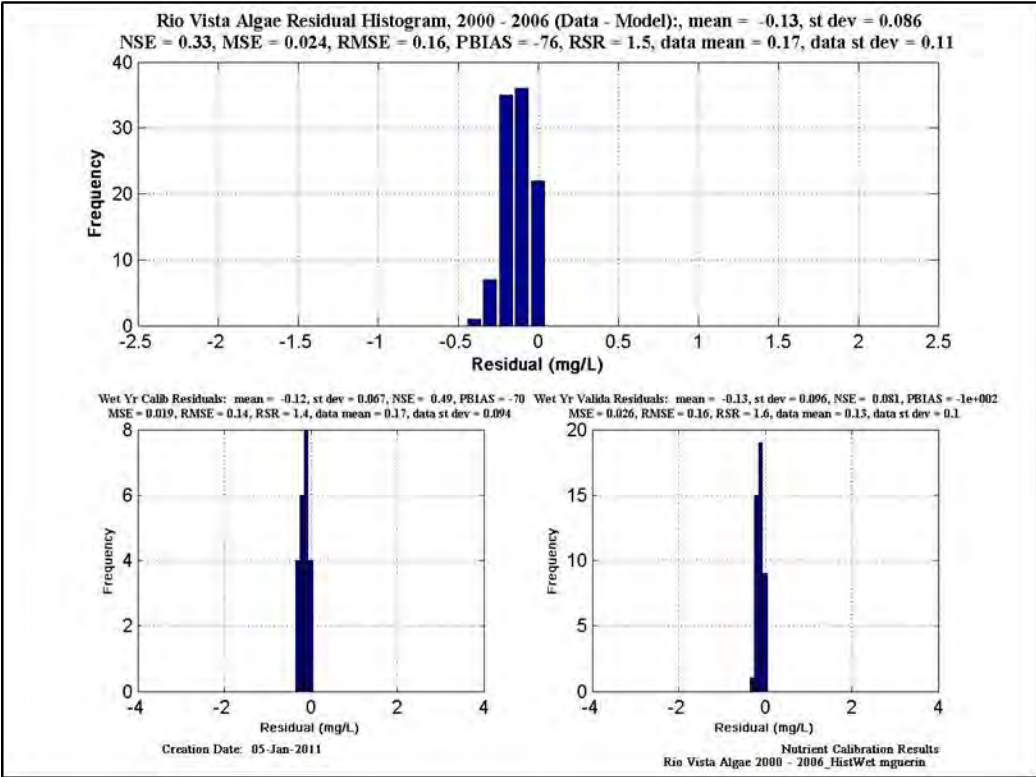 Rio Vista Algae Residual Histogram, 2000 - 2006 (Data - Model):, mean = -0.13, st dev = 0.086
NSE = 0.33, MSE = 0.024, RMSE = 0.16, PBIAS = -76, RSR = 1.5, data mean = 0.17, data st dev = 0.11
40
30
20
10
0
Frequency
-2.5 -2 -1.5 -1 -0.5 0 0.5 1 1.5 2 2.5
Residual (mg/L)
Wet Yr Calib Residuals: mean = -0.12, st dev = 0.067, NSE = 0.49, PBIAS = -70
MSE = 0.019, RMSE = 0.14, RSR = 1.4, data mean = 0.17, data st dev = 0.094
8
6
4
2
0
Frequency
-4 -2 0 2 4
Residual (mg/L)
Wet Yr Valida Residuals: mean = -0.13, st dev = 0.096, NSE = 0.081, PBIAS = -1e+002
MSE = 0.026, RMSE = 0.16, RSR = 1.6, data mean = 0.13, data st dev = 0.1
20
15
10
5
0
Frequency
-4 -2 0 2 4
Residual (mg/L)
Creation Date: 05-Jan-2011
Nutrient Calibration Results
Rio Vista Algae 2000 - 2006_HistWet mguerin